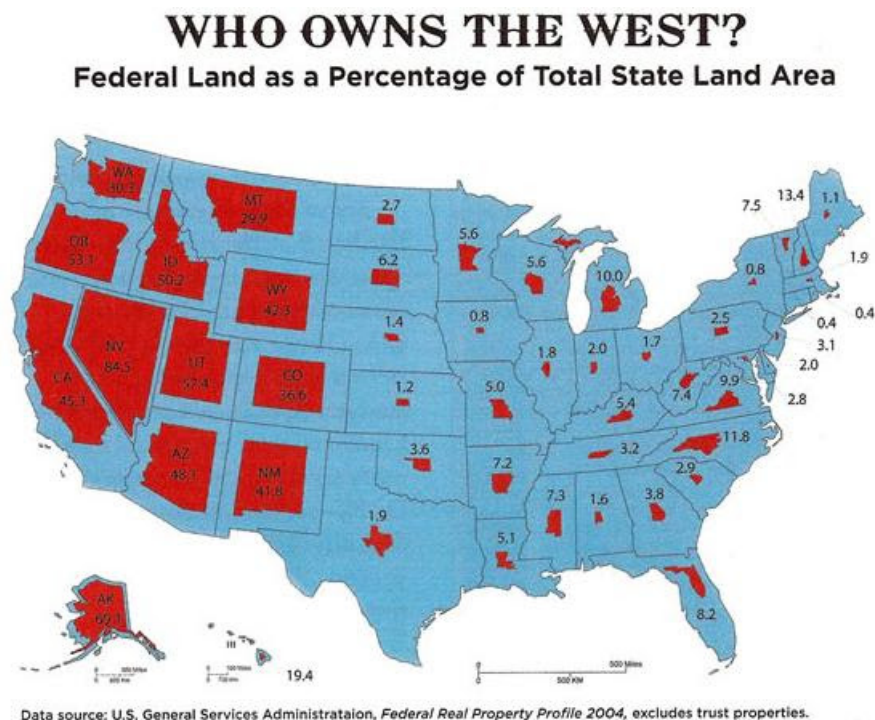 WHO OWNS THE WEST?
Federal Land as a Percentage of Total State Land Area
WA
30.3
MT
29.9
2.7
5.6
7.5
13.4
1.1
OR
53.1
ID
50.2
WY
42.3
6.2
5.6
10.0
0.8
1.9
NV
84.5
UT
57.4
CO
36.6
1.4
0.8
1.8
2.0
1.7
2.5
0.4
0.4
3.1
2.0
2.8
CA
45.3
1.2
5.0
5.4
7.4
9.9
AZ
48.1
NM
41.8
3.6
7.2
3.2
11.8
2.9
1.9
5.1
7.3
1.6
3.8
8.2
AK
69.1
HI
19.4
500 Miles
500 KM
Data source: U.S. General Services Administrataion, Federal Real Property Profile 2004, excludes trust properties.